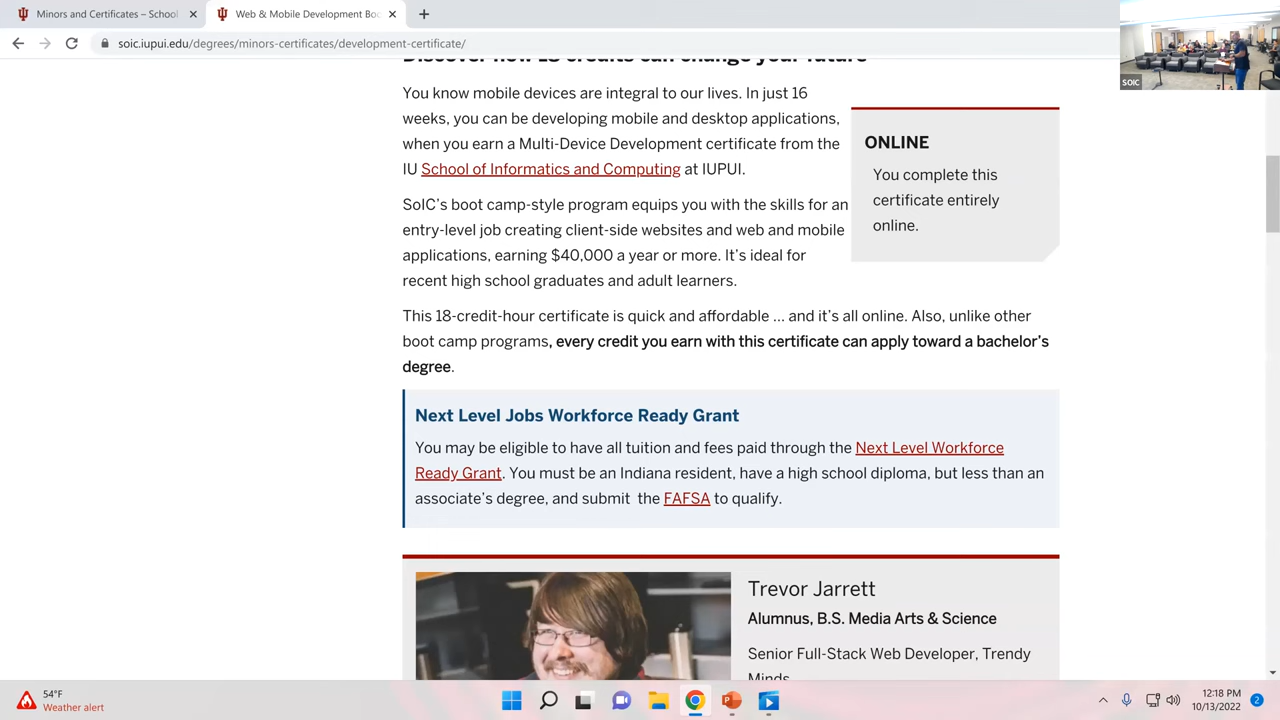 Minors and Certificates – School
Web & Mobile Development Boo
soic.iupui.edu/degrees/minors-certificates/development-certificate/
SOIC
Discover how 18 credits can change your future
You know mobile devices are integral to our lives. In just 16
weeks, you can be developing mobile and desktop applications,
when you earn a Multi-Device Development certificate from the
IU School of Informatics and Computing at IUPUI.
ONLINE
You complete this
certificate entirely
online.
SoIC's boot camp-style program equips you with the skills for an
entry-level job creating client-side websites and web and mobile
applications, earning $40,000 a year or more. It's ideal for
recent high school graduates and adult learners.
This 18-credit-hour certificate is quick and affordable ... and it's all online. Also, unlike other
boot camp programs, every credit you earn with this certificate can apply toward a bachelor's
degree.
Next Level Jobs Workforce Ready Grant
You may be eligible to have all tuition and fees paid through the Next Level Workforce
Ready Grant. You must be an Indiana resident, have a high school diploma, but less than an
associate's degree, and submit the FAFSA to qualify.
Trevor Jarrett
Alumnus, B.S. Media Arts & Science
Senior Full-Stack Web Developer, Trendy
Minds
54°F
Weather alert
12:18 PM
10/13/2022
2